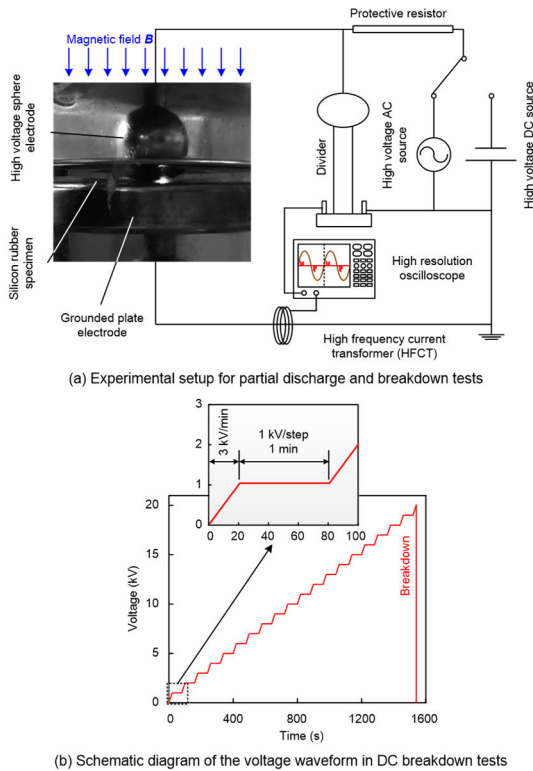 Protective resistor
Magnetic field B
High voltage sphere
electrode
Silicon rubber
specimen
Grounded plate
electrode
Divider
High voltage AC
source
High voltage DC source
High resolution
oscilloscope
High frequency current
transformer (HFCT)
(a) Experimental setup for partial discharge and breakdown tests
3
2
1
0
3 kV/min
1 kV/step
1 min
0 20 40 60 80 100
20
15
10
5
0
Voltage (kV)
Breakdown
0 400 800 1200 1600
Time (s)
(b) Schematic diagram of the voltage waveform in DC breakdown tests